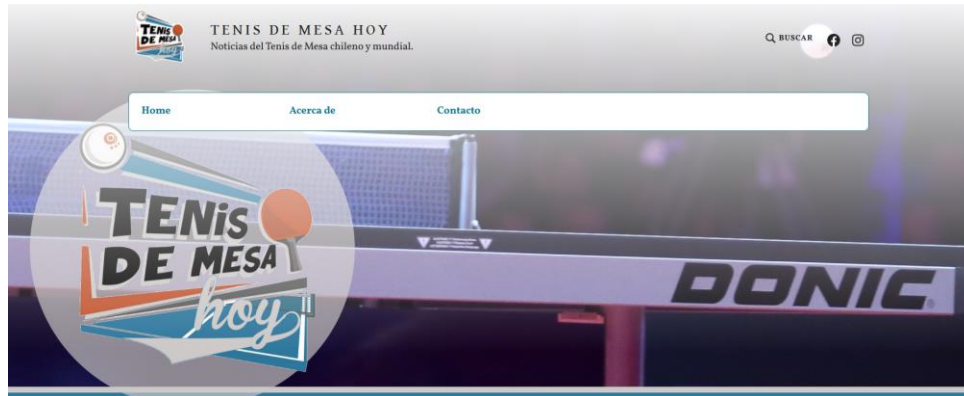 TENiS
DE MESA
hoy
TENIS DE MESA HOY
Noticias del Tenis de Mesa chileno y mundial.
BUSCAR
Home
Acerca de
Contacto
TENiS
DE MESA
hoy
DONIC